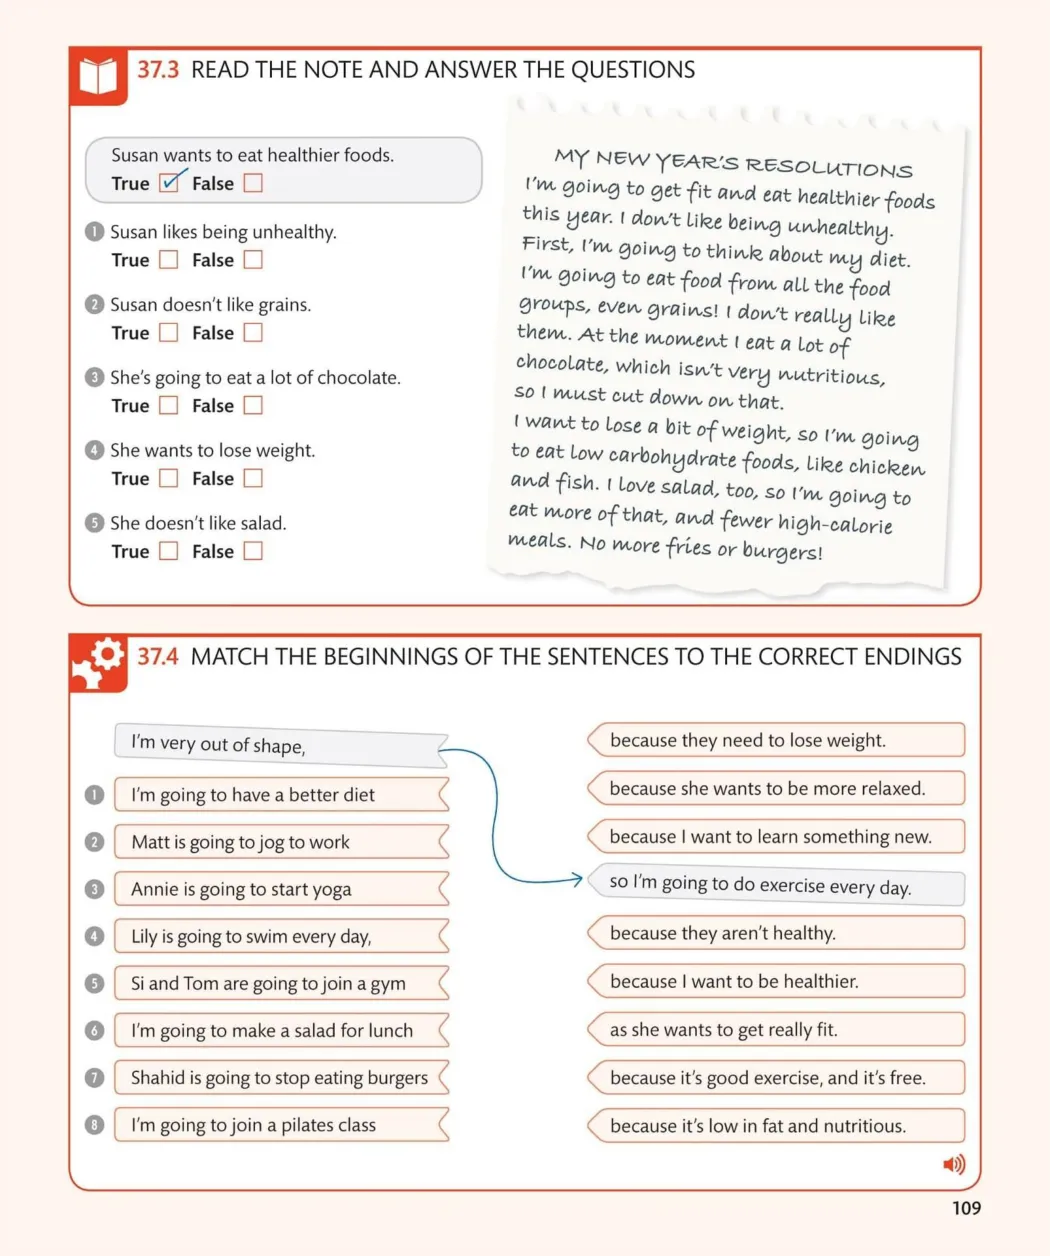 37.3 READ THE NOTE AND ANSWER THE QUESTIONS
Susan wants to eat healthier foods.
True False
1 Susan likes being unhealthy.
True False
2 Susan doesn't like grains.
True False
3 She's going to eat a lot of chocolate.
True False
4 She wants to lose weight.
True False
5 She doesn't like salad.
True False
MY NEW YEAR'S RESOLUTIONS
I'm going to get fit and eat healthier foods
this year. I don't like being unhealthy.
First, I'm going to think about my diet.
I'm going to eat food from all the food
groups, even grains! I don't really like
them. At the moment I eat a lot of
chocolate, which isn't very nutritious,
so I must cut down on that.
I want to lose a bit of weight, so I'm going
to eat low carbohydrate foods, like chicken
and fish. I love salad, too, so I'm going to
eat more of that, and fewer high-calorie
meals. No more fries or burgers!
37.4 MATCH THE BEGINNINGS OF THE SENTENCES TO THE CORRECT ENDINGS
I'm very out of shape,
1 I'm going to have a better diet
2 Matt is going to jog to work
3 Annie is going to start yoga
4 Lily is going to swim every day,
5 Si and Tom are going to join a gym
6 I'm going to make a salad for lunch
7 Shahid is going to stop eating burgers
8 I'm going to join a pilates class
because they need to lose weight.
because she wants to be more relaxed.
because I want to learn something new.
so I'm going to do exercise every day.
because they aren't healthy.
because I want to be healthier.
as she wants to get really fit.
because it's good exercise, and it's free.
because it's low in fat and nutritious.
109